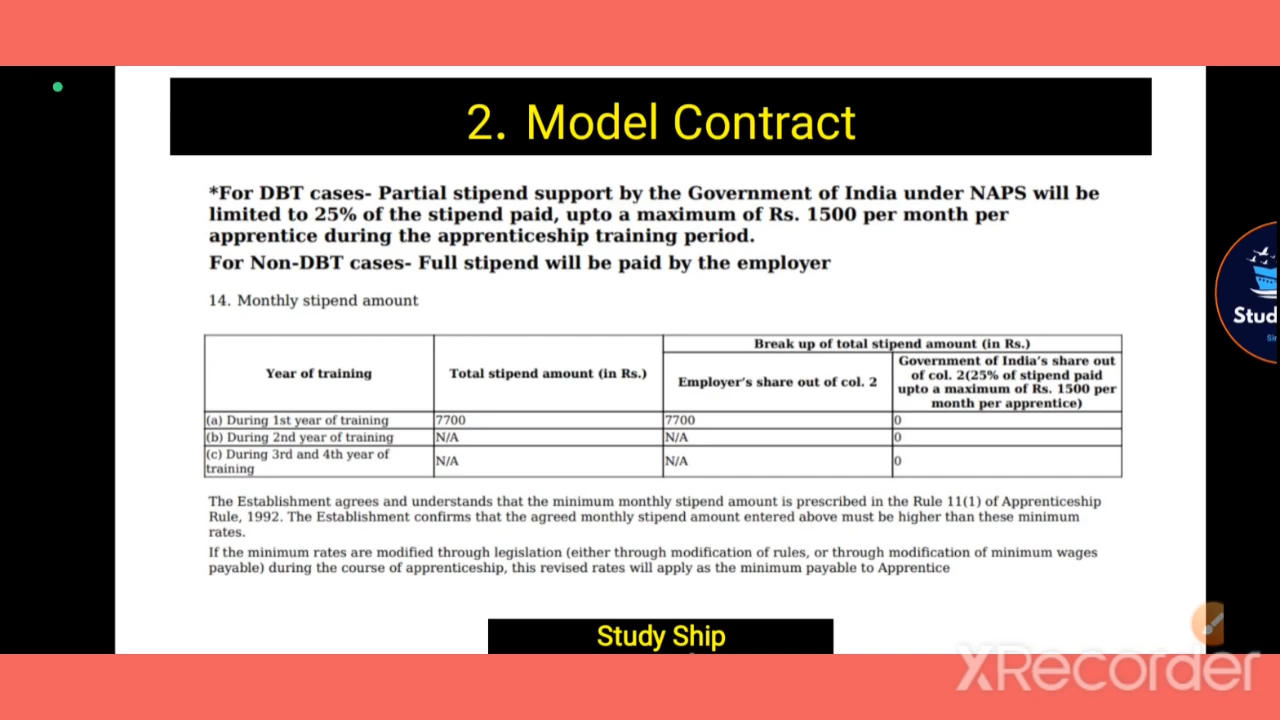 2. Model Contract
*For DBT cases- Partial stipend support by the Government of India under NAPS will be
limited to 25% of the stipend paid, upto a maximum of Rs. 1500 per month per
apprentice during the apprenticeship training period.
For Non-DBT cases- Full stipend will be paid by the employer
14. Monthly stipend amount
Year of training
Total stipend amount (in Rs.)
Break up of total stipend amount (in Rs.)
Employer's share out of col. 2
Government of India's share out
of col. 2(25% of stipend paid
upto a maximum of Rs. 1500 per
month per apprentice)
(a) During 1st year of training 7700 7700 0
(b) During 2nd year of training N/A N/A 0
(c) During 3rd and 4th year of
training N/A N/A 0
The Establishment agrees and understands that the minimum monthly stipend amount is prescribed in the Rule 11(1) of Apprenticeship
Rule, 1992. The Establishment confirms that the agreed monthly stipend amount entered above must be higher than these minimum
rates.
If the minimum rates are modified through legislation (either through modification of rules, or through modification of minimum wages
payable) during the course of apprenticeship, this revised rates will apply as the minimum payable to Apprentice
Stud
Study Ship
XRecorder